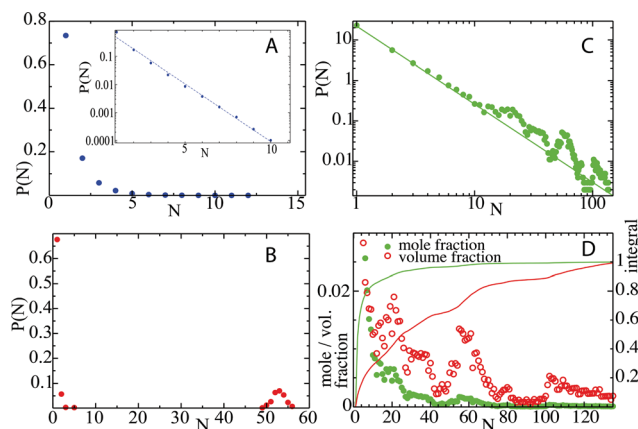 0.8
0.6
0.4
0.2
0
P(N)
0
5
10
15
N
A
0.1
0.01
0.001
0.0001
P(N)
5
10
N
C
10
1
0.1
0.01
P(N)
1
10
100
N
B
0.6
0.5
0.4
0.3
0.2
0.1
P(N)
0
10
20
30
40
50
60
N
D
mole fraction
volume fraction
0.02
0
mole / vol.
fraction
0
20
40
60
80
100
120
N
1
0.8
0.6
0.4
0.2
integral